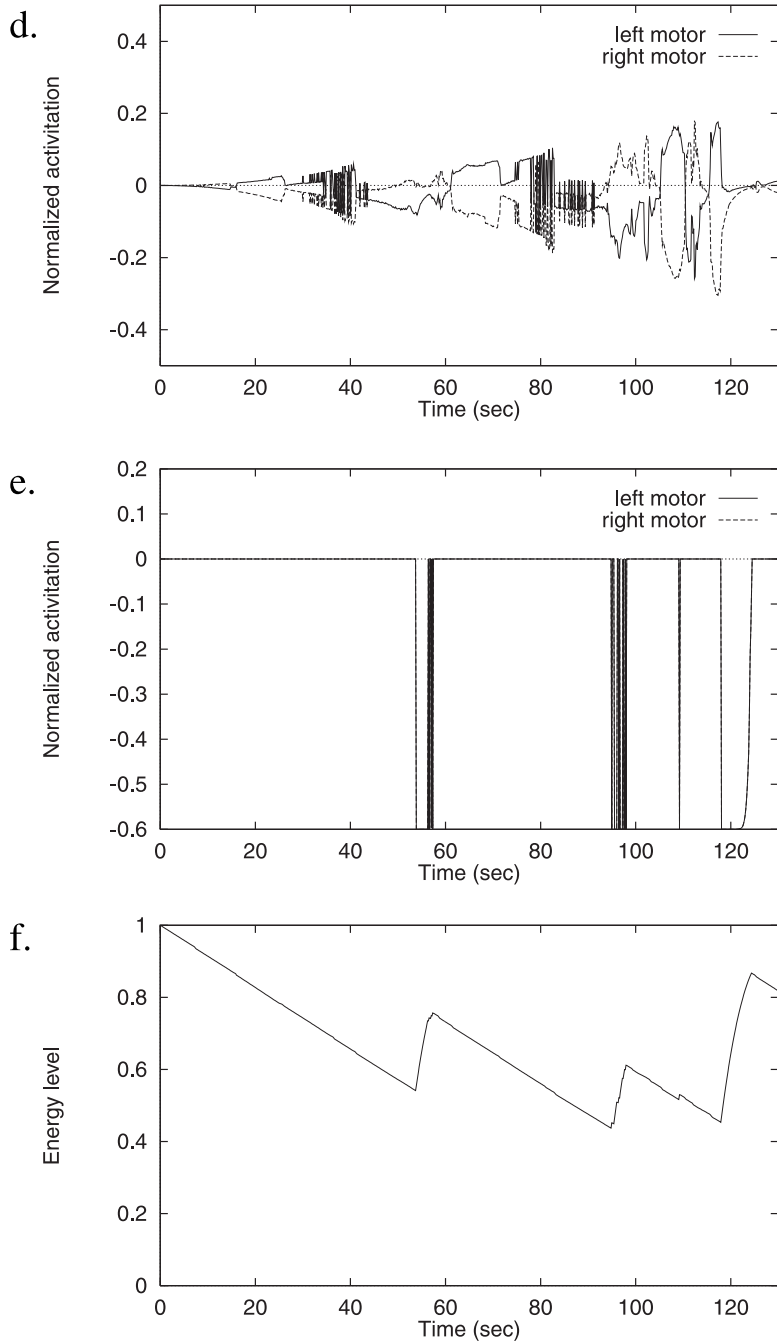 d.
0.4
left motor
right motor
0.2
0
-0.2
-0.4
Normalized activitation
0 20 40 60 80 100 120
Time (sec)
e.
0.2
left motor
right motor
0.1
0
-0.1
-0.2
-0.3
-0.4
-0.5
-0.6
Normalized activitation
0 20 40 60 80 100 120
Time (sec)
f.
1
0.8
0.6
0.4
0.2
0
Energy level
0 20 40 60 80 100 120
Time (sec)